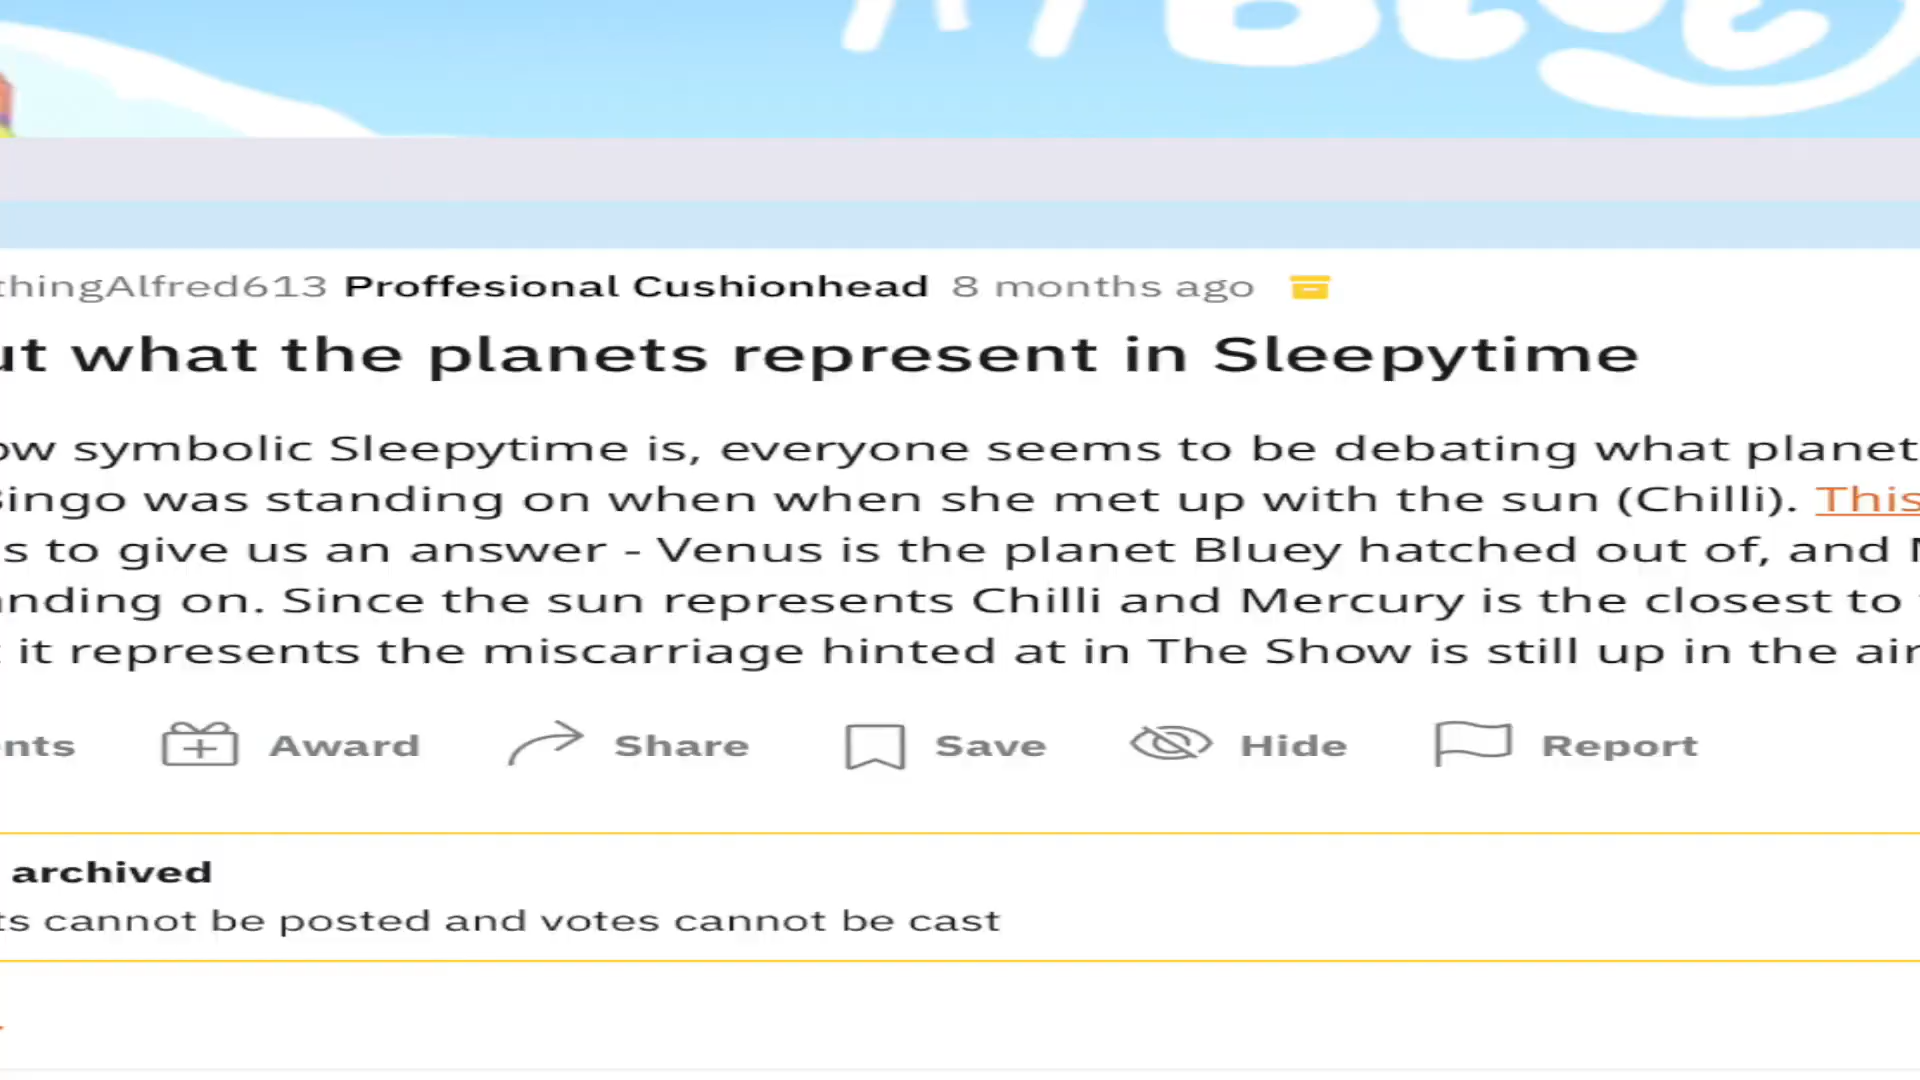 Bluey
thingAlfred613 Proffesional Cushionhead 8 months ago
ut what the planets represent in Sleepytime
ow symbolic Sleepytime is, everyone seems to be debating what planet
Bingo was standing on when when she met up with the sun (Chilli). This
s to give us an answer - Venus is the planet Bluey hatched out of, and
nding on. Since the sun represents Chilli and Mercury is the closest to
it represents the miscarriage hinted at in The Show is still up in the air
nts Award Share Save Hide Report
archived
ts cannot be posted and votes cannot be cast